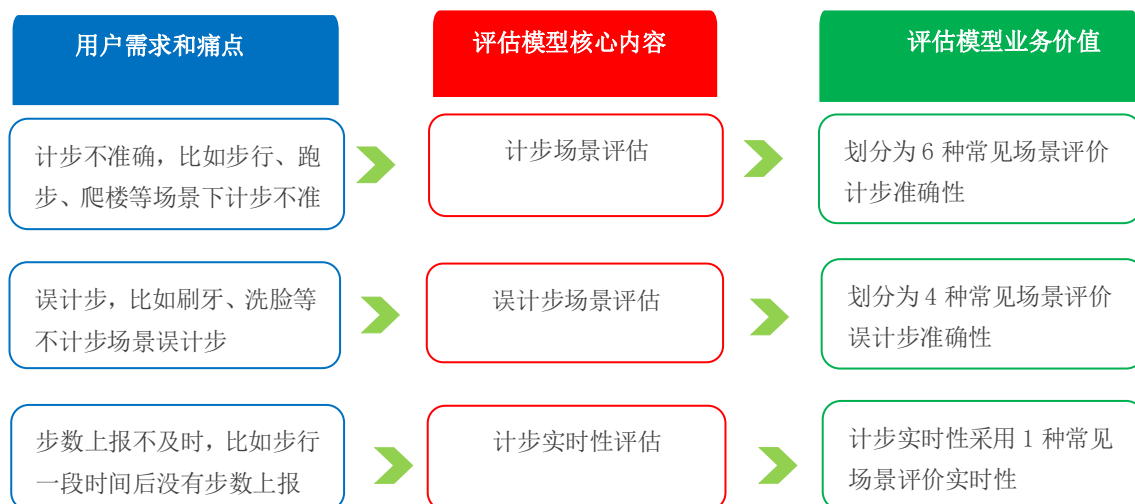 用户需求和痛点
评估模型核心内容
评估模型业务价值
计步不准确，比如步行、跑
步、爬楼等场景下计步不准
计步场景评估
划分为 6 种常见场景评价
计步准确性
误计步，比如刷牙、洗脸等
不计步场景误计步
误计步场景评估
划分为 4 种常见场景评价
误计步准确性
步数上报不及时，比如步行
一段时间后没有步数上报
计步实时性评估
计步实时性采用 1 种常见
场景评价实时性